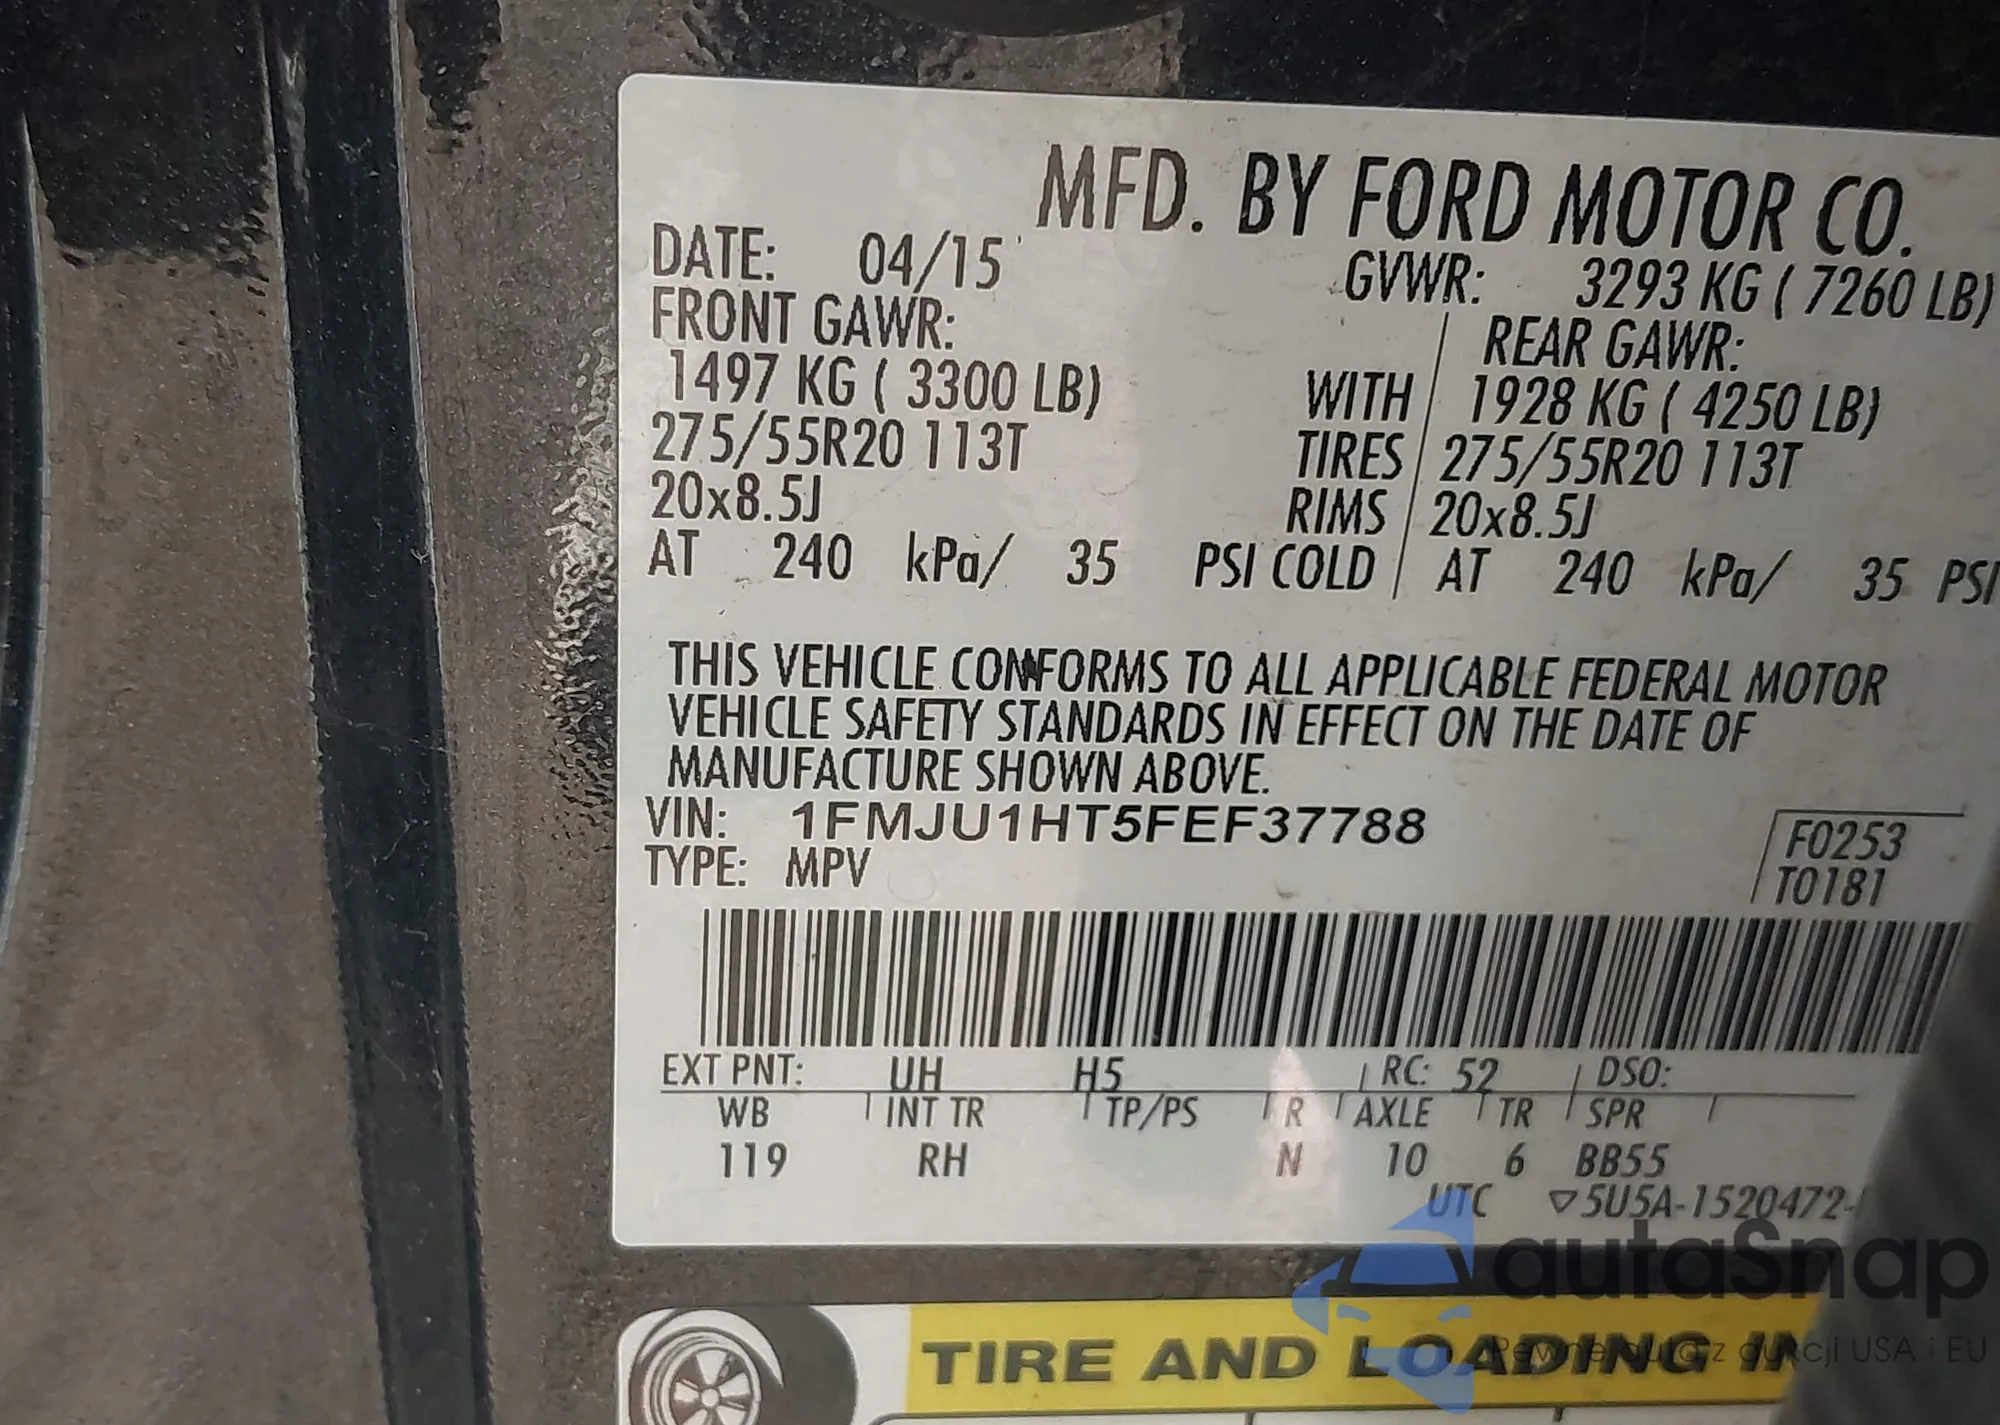 MFD. BY FORD MOTOR CO.
DATE: 04/15 GVWR: 3293 KG ( 7260 LB)
FRONT GAWR: REAR GAWR:
1497 KG ( 3300 LB) WITH 1928 KG ( 4250 LB)
275/55R20 113T TIRES 275/55R20 113T
20x8.5J RIMS 20x8.5J
AT 240 kPa/ 35 PSI COLD AT 240 kPa/ 35 PSI
THIS VEHICLE CONFORMS TO ALL APPLICABLE FEDERAL MOTOR
VEHICLE SAFETY STANDARDS IN EFFECT ON THE DATE OF
MANUFACTURE SHOWN ABOVE.
VIN: 1FMJU1HT5FEF37788
F0253
TYPE: MPV
T0181
EXT PNT: UH H5 RC: 52 DSO:
WB INT TR TP/PS R AXLE TR SPR
119 RH N 10 6 BB55
UTC ▽5U5A-1520472-
autaSnap
Pewne auta z aukcji USA i EU
TIRE AND LOADING